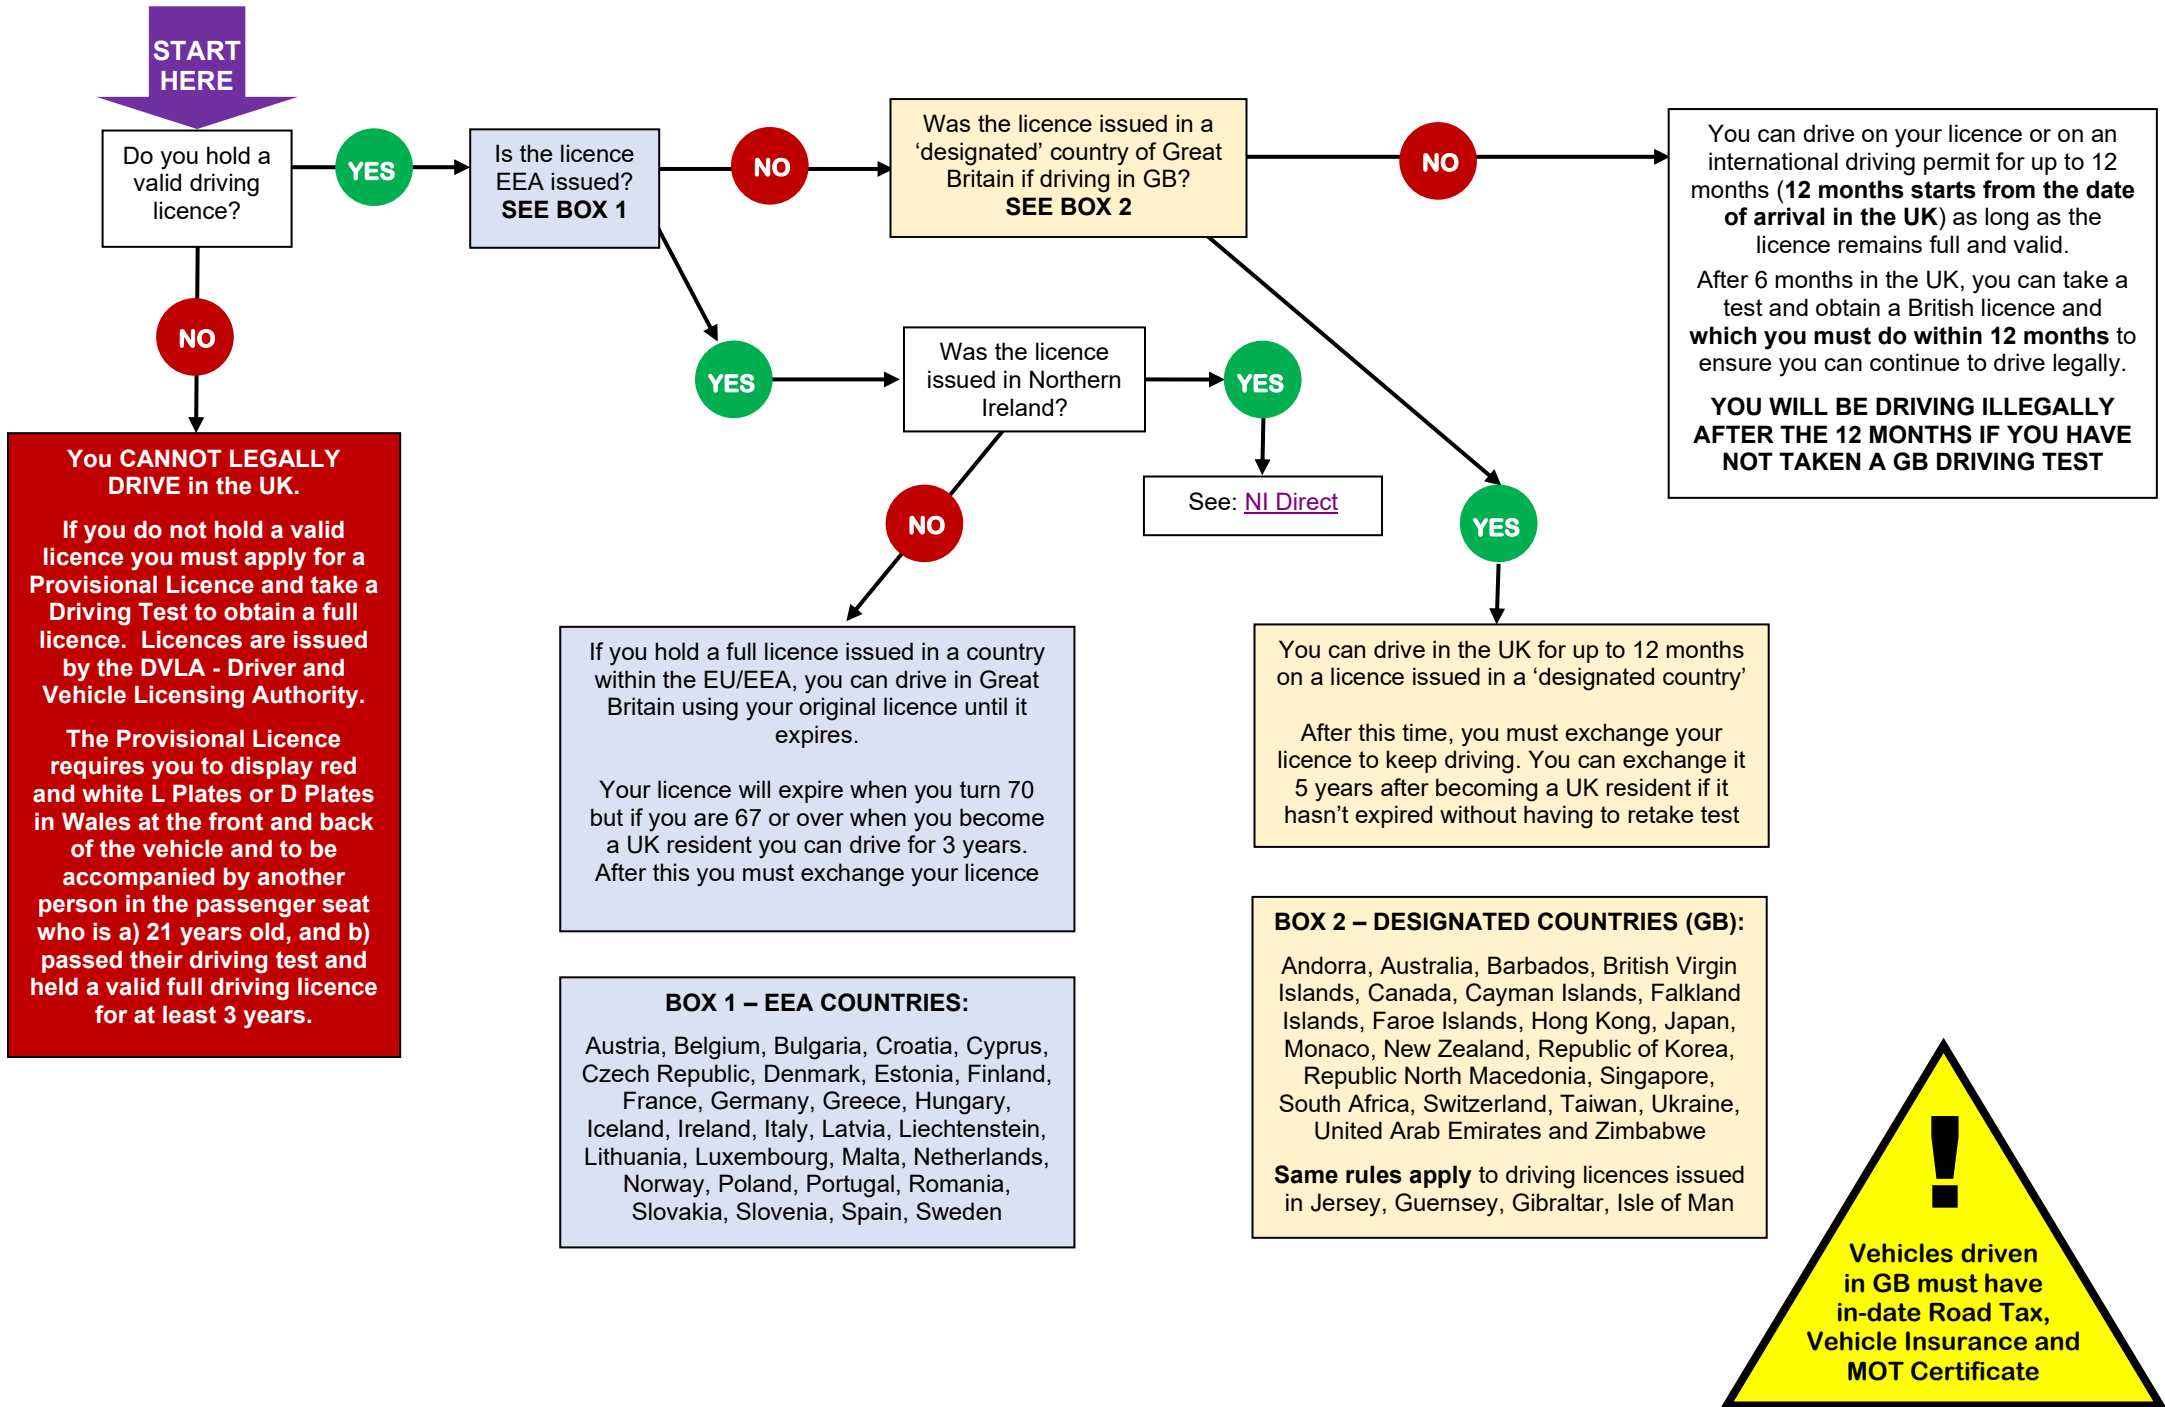 START
HERE
Do you hold a
valid driving
licence?
YES
Is the licence
EEA issued?
SEE BOX 1
NO
Was the licence issued in a
‘designated’ country of Great
Britain if driving in GB?
SEE BOX 2
NO
You can drive on your licence or on an
international driving permit for up to 12
months (12 months starts from the date
of arrival in the UK) as long as the
licence remains full and valid.
After 6 months in the UK, you can take a
test and obtain a British licence and
which you must do within 12 months to
ensure you can continue to drive legally.
YOU WILL BE DRIVING ILLEGALLY
AFTER THE 12 MONTHS IF YOU HAVE
NOT TAKEN A GB DRIVING TEST
NO
YES
Was the licence
issued in Northern
Ireland?
YES
See: NI Direct
NO
YES
You CANNOT LEGALLY
DRIVE in the UK.
If you do not hold a valid
licence you must apply for a
Provisional Licence and take a
Driving Test to obtain a full
licence.  Licences are issued
by the DVLA - Driver and
Vehicle Licensing Authority.
The Provisional Licence
requires you to display red
and white L Plates or D Plates
in Wales at the front and back
of the vehicle and to be
accompanied by another
person in the passenger seat
who is a) 21 years old, and b)
passed their driving test and
held a valid full driving licence
for at least 3 years.
If you hold a full licence issued in a country
within the EU/EEA, you can drive in Great
Britain using your original licence until it
expires.
Your licence will expire when you turn 70
but if you are 67 or over when you become
a UK resident you can drive for 3 years.
After this you must exchange your licence
You can drive in the UK for up to 12 months
on a licence issued in a ‘designated country’
After this time, you must exchange your
licence to keep driving. You can exchange it
5 years after becoming a UK resident if it
hasn’t expired without having to retake test
BOX 1 – EEA COUNTRIES:
Austria, Belgium, Bulgaria, Croatia, Cyprus,
Czech Republic, Denmark, Estonia, Finland,
France, Germany, Greece, Hungary,
Iceland, Ireland, Italy, Latvia, Liechtenstein,
Lithuania, Luxembourg, Malta, Netherlands,
Norway, Poland, Portugal, Romania,
Slovakia, Slovenia, Spain, Sweden
BOX 2 – DESIGNATED COUNTRIES (GB):
Andorra, Australia, Barbados, British Virgin
Islands, Canada, Cayman Islands, Falkland
Islands, Faroe Islands, Hong Kong, Japan,
Monaco, New Zealand, Republic of Korea,
Republic North Macedonia, Singapore,
South Africa, Switzerland, Taiwan, Ukraine,
United Arab Emirates and Zimbabwe
Same rules apply to driving licences issued
in Jersey, Guernsey, Gibraltar, Isle of Man
!
Vehicles driven
in GB must have
in-date Road Tax,
Vehicle Insurance and
MOT Certificate